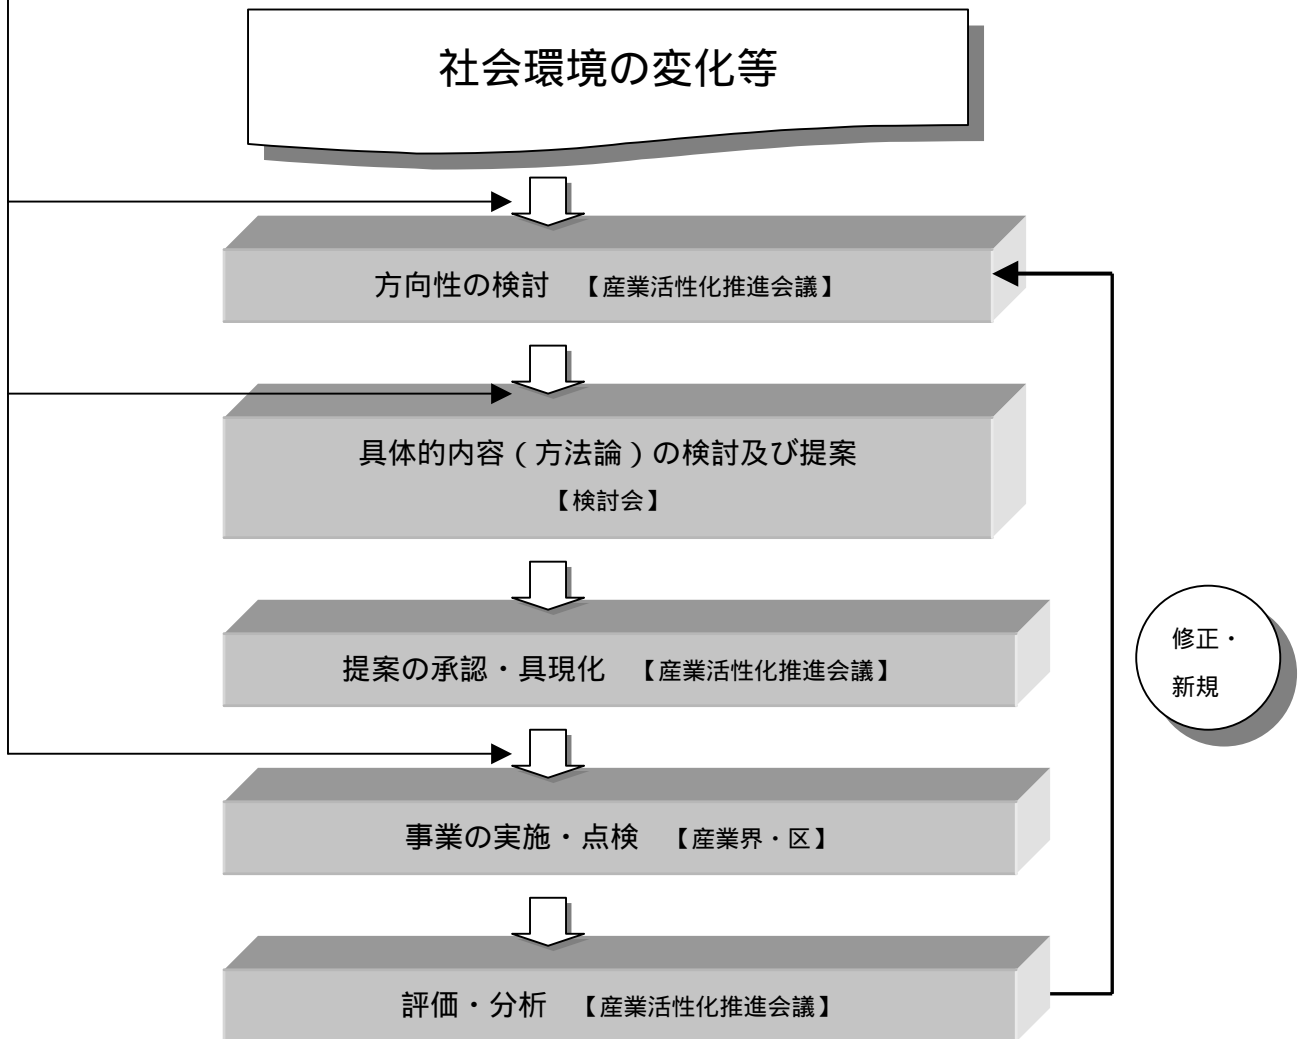 社会環境の変化等
方向性の検討　【産業活性化推進会議】
具体的内容（方法論）の検討及び提案
【検討会】
提案の承認・具現化　【産業活性化推進会議】
修正・
新規
事業の実施・点検　【産業界・区】
評価・分析　【産業活性化推進会議】